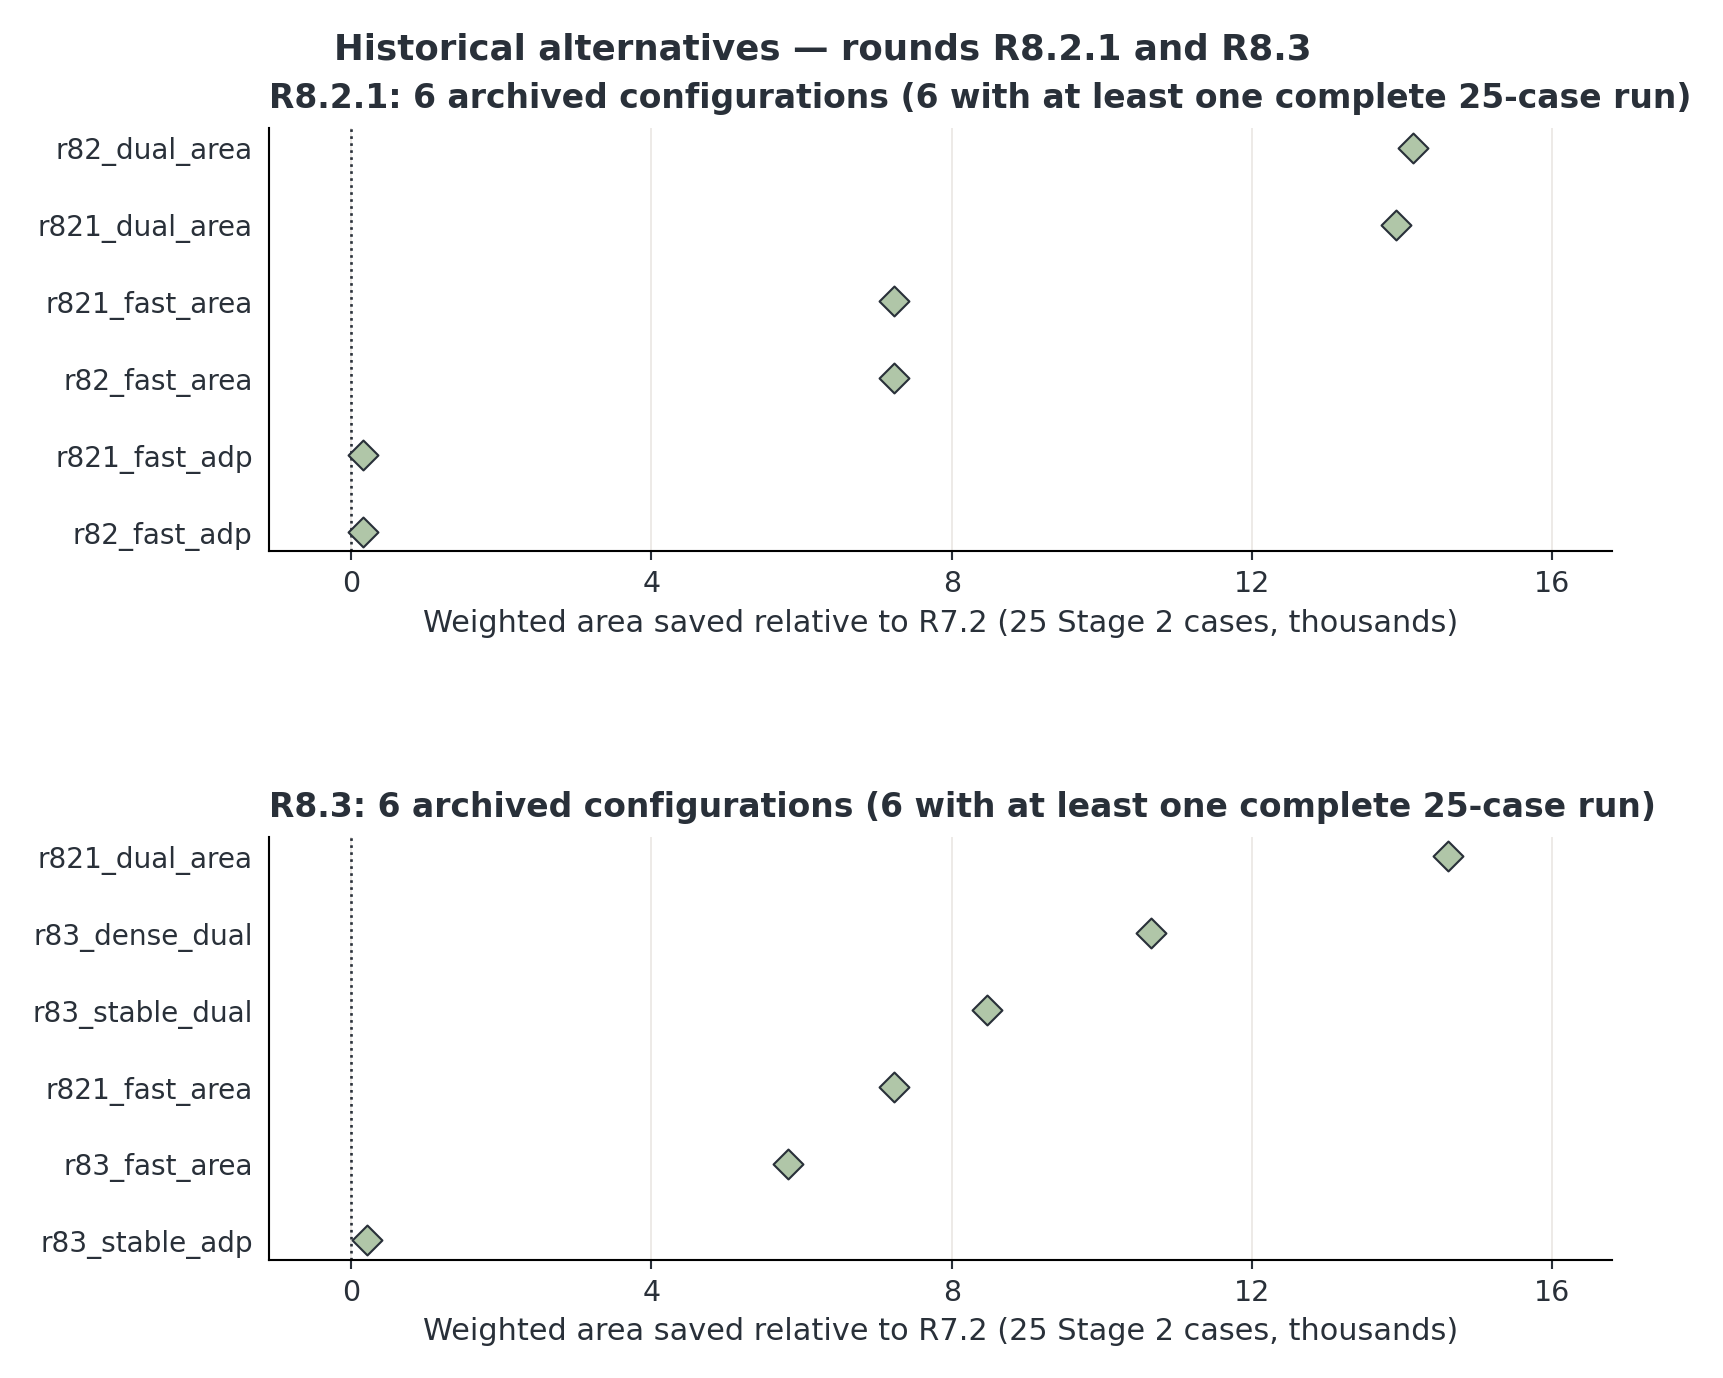 Historical alternatives — rounds R8.2.1 and R8.3
R8.2.1: 6 archived configurations (6 with at least one complete 25-case run)
r82_dual_area
r821_dual_area
r821_fast_area
r82_fast_area
r821_fast_adp
r82_fast_adp
0 4 8 12 16
Weighted area saved relative to R7.2 (25 Stage 2 cases, thousands)
R8.3: 6 archived configurations (6 with at least one complete 25-case run)
r821_dual_area
r83_dense_dual
r83_stable_dual
r821_fast_area
r83_fast_area
r83_stable_adp
0 4 8 12 16
Weighted area saved relative to R7.2 (25 Stage 2 cases, thousands)